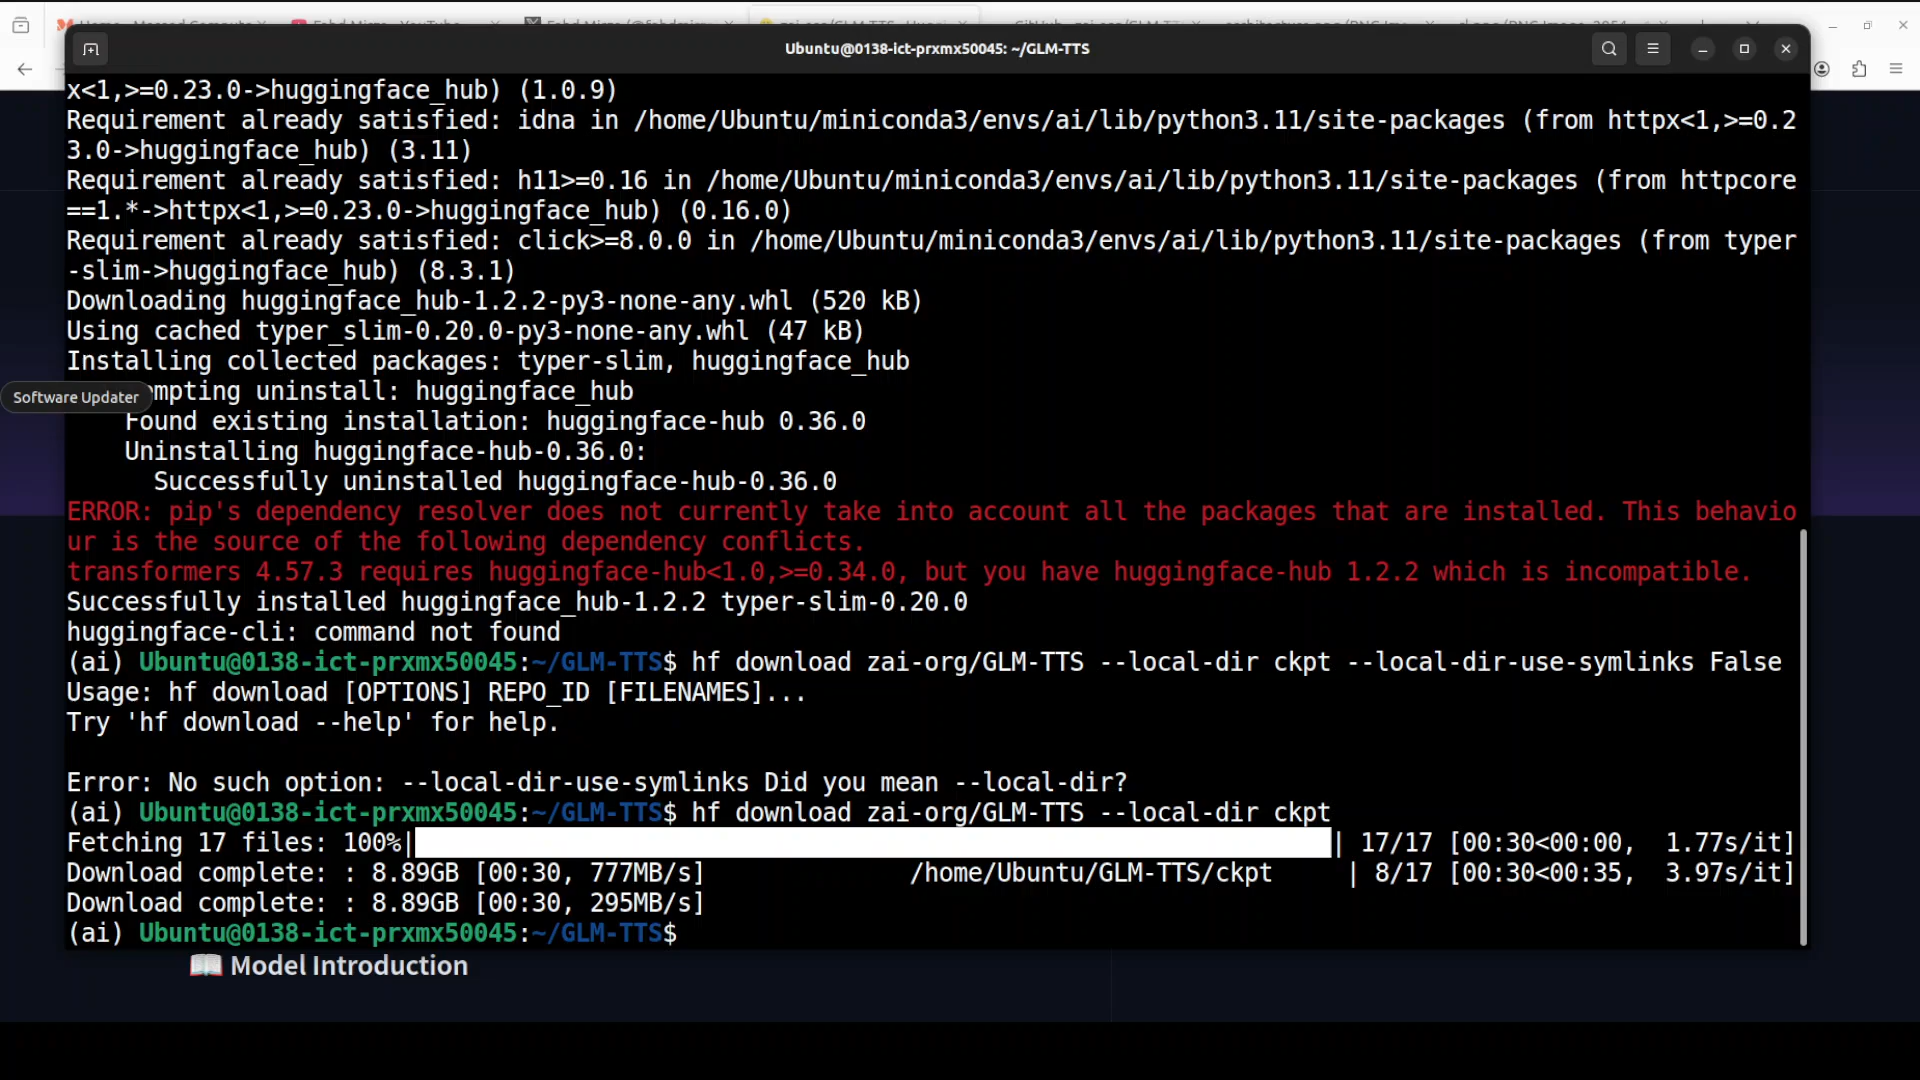 Ubuntu@0138-ict-prxmx50045: ~/GLM-TTS
x<1,>=0.23.0->huggingface_hub) (1.0.9)
Requirement already satisfied: idna in /home/Ubuntu/miniconda3/envs/ai/lib/python3.11/site-packages (from httpx<1,>=0.2
3.0->huggingface_hub) (3.11)
Requirement already satisfied: h11>=0.16 in /home/Ubuntu/miniconda3/envs/ai/lib/python3.11/site-packages (from httpcore
==1.*->httpx<1,>=0.23.0->huggingface_hub) (0.16.0)
Requirement already satisfied: click>=8.0.0 in /home/Ubuntu/miniconda3/envs/ai/lib/python3.11/site-packages (from typer
-slim->huggingface_hub) (8.3.1)
Downloading huggingface_hub-1.2.2-py3-none-any.whl (520 kB)
Using cached typer_slim-0.20.0-py3-none-any.whl (47 kB)
Installing collected packages: typer-slim, huggingface_hub
Software Updater
mpting uninstall: huggingface_hub
Found existing installation: huggingface-hub 0.36.0
Uninstalling huggingface-hub-0.36.0:
Successfully uninstalled huggingface-hub-0.36.0
ERROR: pip's dependency resolver does not currently take into account all the packages that are installed. This behavio
ur is the source of the following dependency conflicts.
transformers 4.57.3 requires huggingface-hub<1.0,>=0.34.0, but you have huggingface-hub 1.2.2 which is incompatible.
Successfully installed huggingface_hub-1.2.2 typer-slim-0.20.0
huggingface-cli: command not found
(ai) Ubuntu@0138-ict-prxmx50045:~/GLM-TTS$ hf download zai-org/GLM-TTS --local-dir ckpt --local-dir-use-symlinks False
Usage: hf download [OPTIONS] REPO_ID [FILENAMES]...
Try 'hf download --help' for help.
Error: No such option: --local-dir-use-symlinks Did you mean --local-dir?
(ai) Ubuntu@0138-ict-prxmx50045:~/GLM-TTS$ hf download zai-org/GLM-TTS --local-dir ckpt
Fetching 17 files: 100%| | 17/17 [00:30<00:00, 1.77s/it]
Download complete: : 8.89GB [00:30, 777MB/s] /home/Ubuntu/GLM-TTS/ckpt | 8/17 [00:30<00:35, 3.97s/it]
Download complete: : 8.89GB [00:30, 295MB/s]
(ai) Ubuntu@0138-ict-prxmx50045:~/GLM-TTS$
📖 Model Introduction